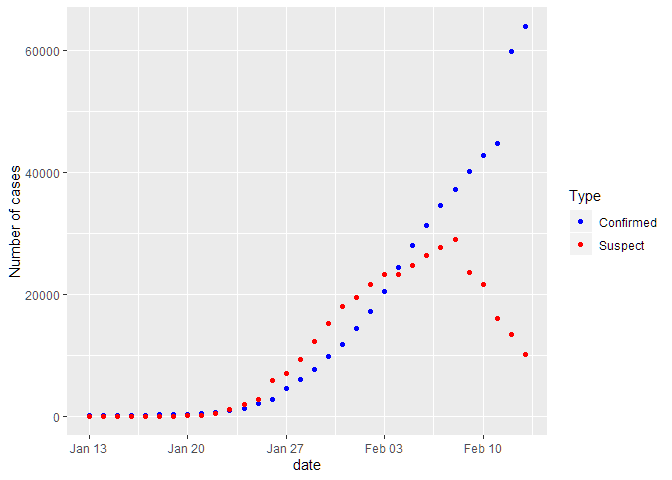 60000
40000
20000
0
Number of cases
Jan 13
Jan 20
Jan 27
Feb 03
Feb 10
date
Type
Confirmed
Suspect